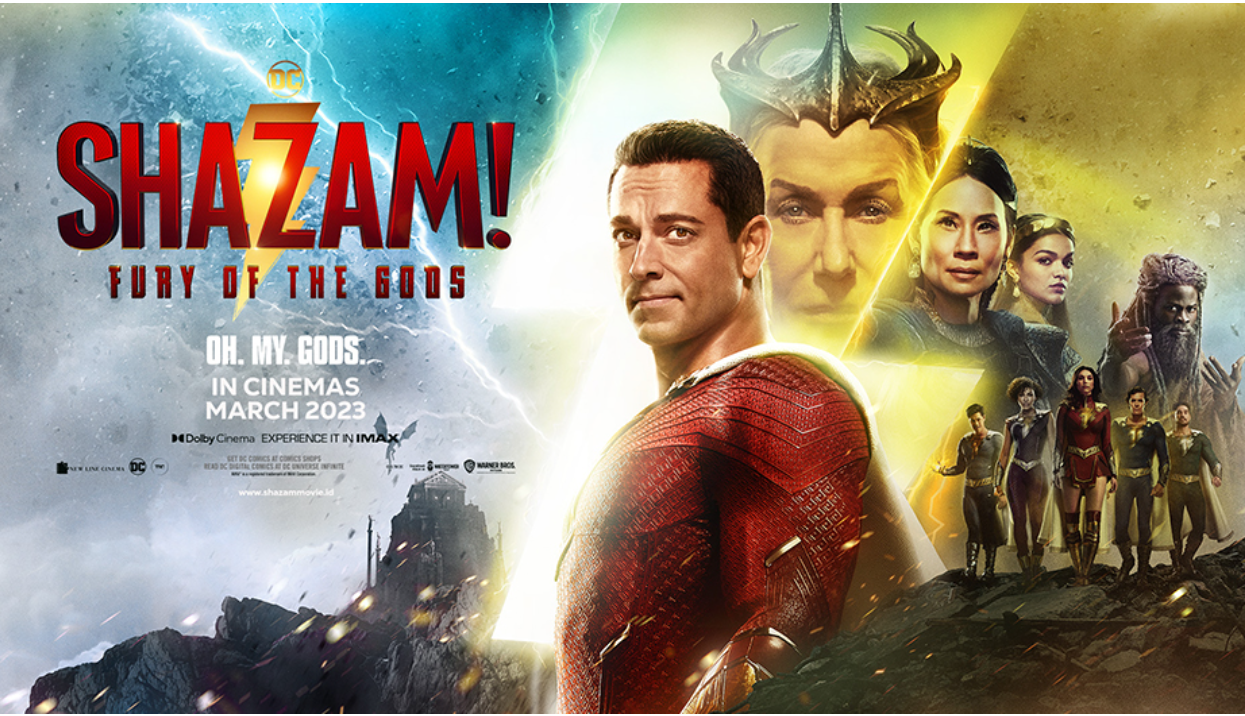 DC
SHAZAM!
FURY OF THE GODS
OH. MY. GODS.
IN CINEMAS
MARCH 2023
Dolby Cinema EXPERIENCE IT IN IMAX
NEW LINE CINEMA DC
GET DC COMICS AT COMICS SHOPS
READ DC DIGITAL COMICS AT DC UNIVERSE INFINITE
WARNER BROS.
www.shazammovie.id